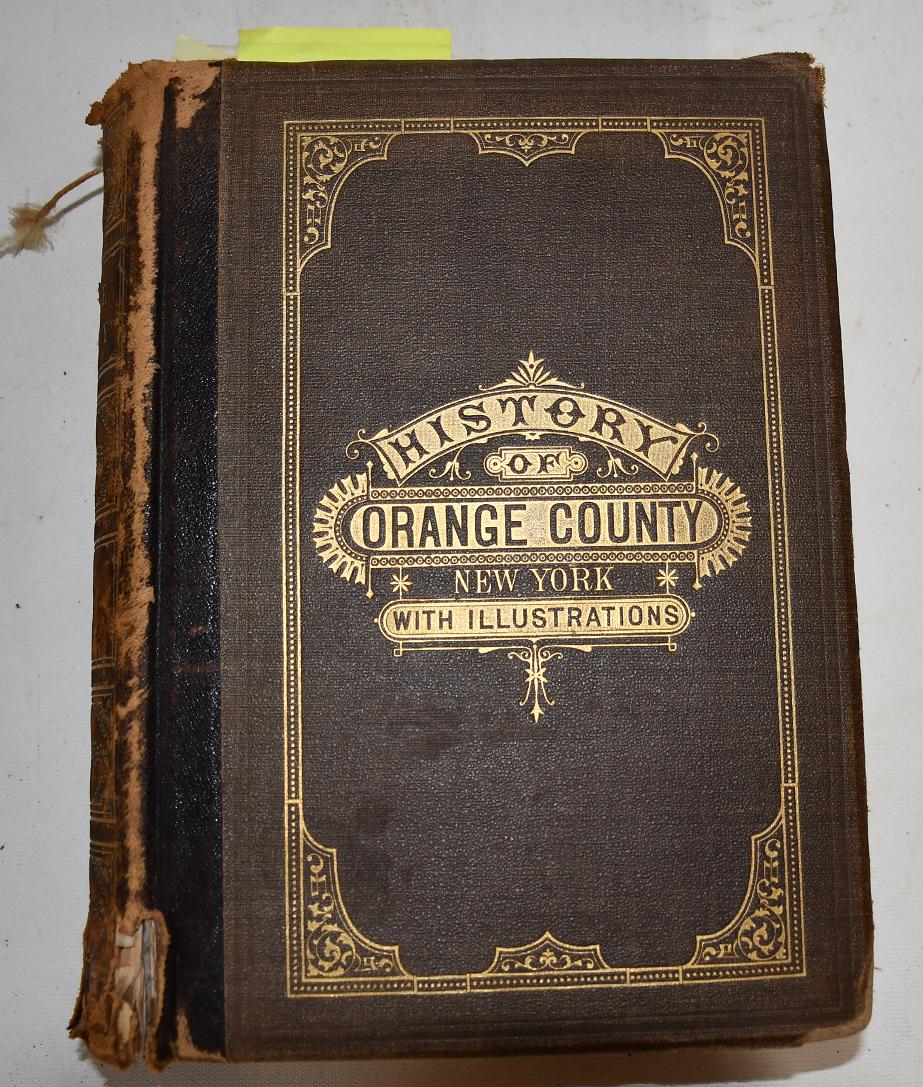 HISTORY
OF
ORANGE COUNTY
NEW YORK
WITH ILLUSTRATIONS